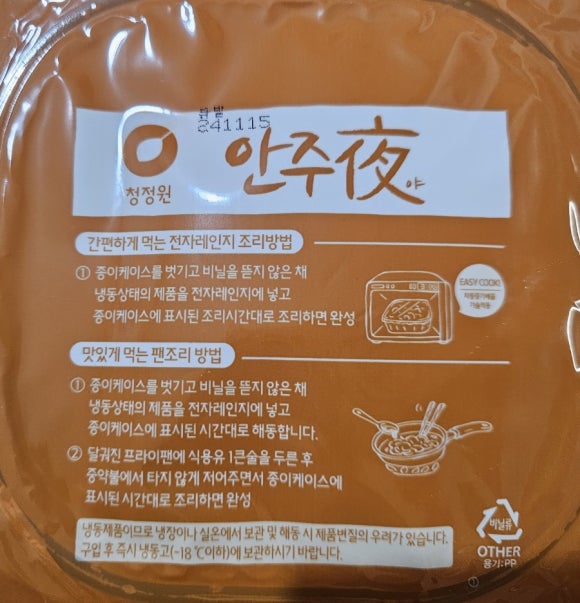 판 발
241115
청정원
안주夜
야
간편하게 먹는 전자레인지 조리방법
① 종이케이스를 벗기고 비닐을 뜯지 않은 채
냉동상태의 제품을 전자레인지에 넣고
종이케이스에 표시된 조리시간대로 조리하면 완성
EASY COOK!
자동증기배출
기술적용
맛있게 먹는 팬조리 방법
① 종이케이스를 벗기고 비닐을 뜯지 않은 채
냉동상태의 제품을 전자레인지에 넣고
종이케이스에 표시된 시간대로 해동합니다.
② 달궈진 프라이팬에 식용유 1큰술을 두른 후
중약불에서 타지 않게 저어주면서 종이케이스에
표시된 시간대로 조리하면 완성
냉동제품이므로 냉장이나 실온에서 보관 및 해동 시 제품변질의 우려가 있습니다.
구입 후 즉시 냉동고(-18 ℃이하)에 보관하시기 바랍니다.
비닐류
OTHER
용기:PP
①